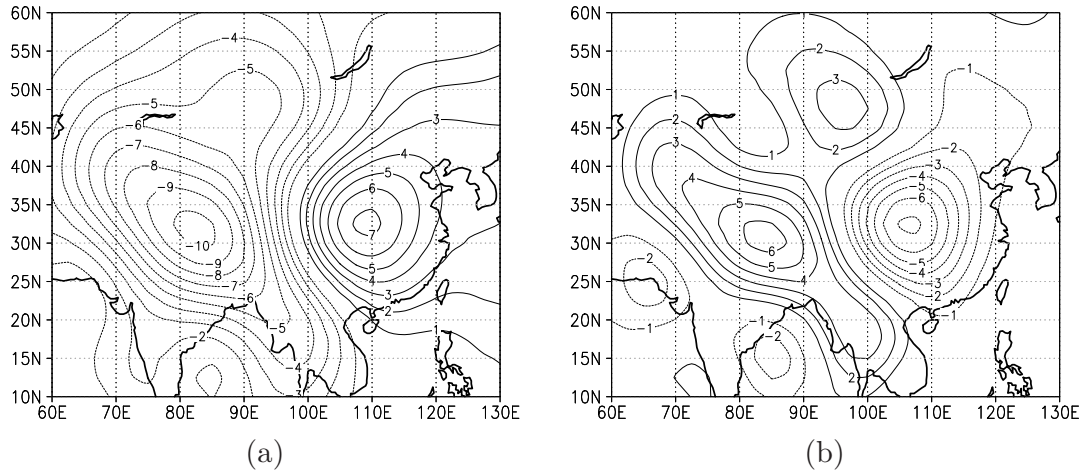 60N 55N 50N 45N 40N 35N 30N 25N 20N 15N 10N
60E 70E 80E 90E 100E 110E 120E 130E
-4 -5 -5 -6 -7 -8 -9 -10 -9 -8 -7 -6 -5 -4 -2 3 4 5 6 7 5 4 3 2 1
(a)
60N 55N 50N 45N 40N 35N 30N 25N 20N 15N 10N
60E 70E 80E 90E 100E 110E 120E 130E
1 2 3 2 1 1 2 3 4 5 6 5 4 2 -1 -2 -3 -4 -5 -6 -5 -4 -3 -2 -1 -2 -1 -1 -2
(b)